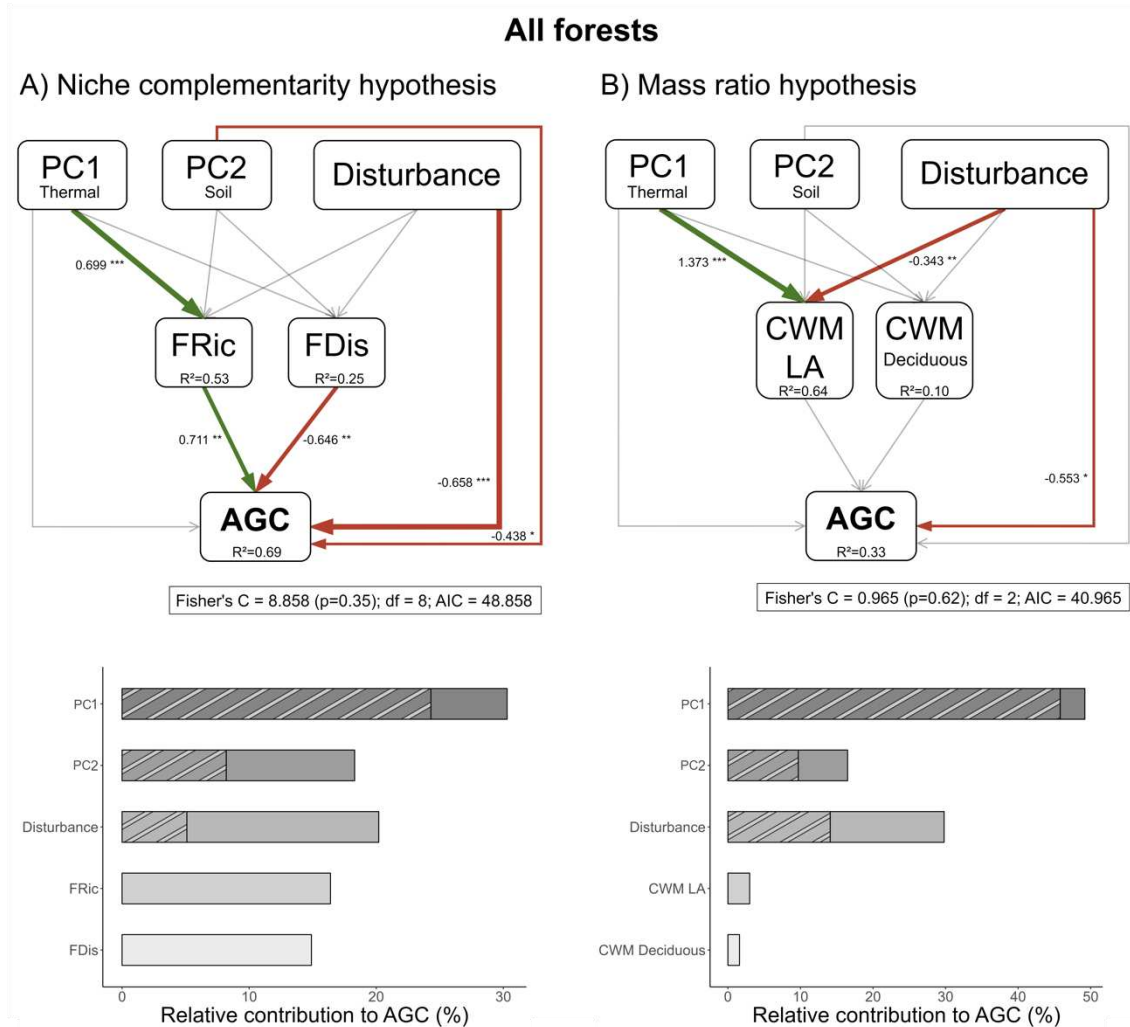 All forests
A) Niche complementarity hypothesis
PC1
Thermal
PC2
Soil
Disturbance
0.699 ***
FRic
R²=0.53
FDis
R²=0.25
0.711 **
-0.646 **
-0.658 ***
-0.438 *
AGC
R²=0.69
Fisher's C = 8.858 (p=0.35); df = 8; AIC = 48.858
B) Mass ratio hypothesis
PC1
Thermal
PC2
Soil
Disturbance
1.373 ***
-0.343 **
CWM
LA
R²=0.64
CWM
Deciduous
R²=0.10
-0.553 *
AGC
R²=0.33
Fisher's C = 0.965 (p=0.62); df = 2; AIC = 40.965
PC1
PC2
Disturbance
FRic
FDis
0 10 20 30
Relative contribution to AGC (%)
PC1
PC2
Disturbance
CWM LA
CWM Deciduous
0 10 20 30 40 50
Relative contribution to AGC (%)